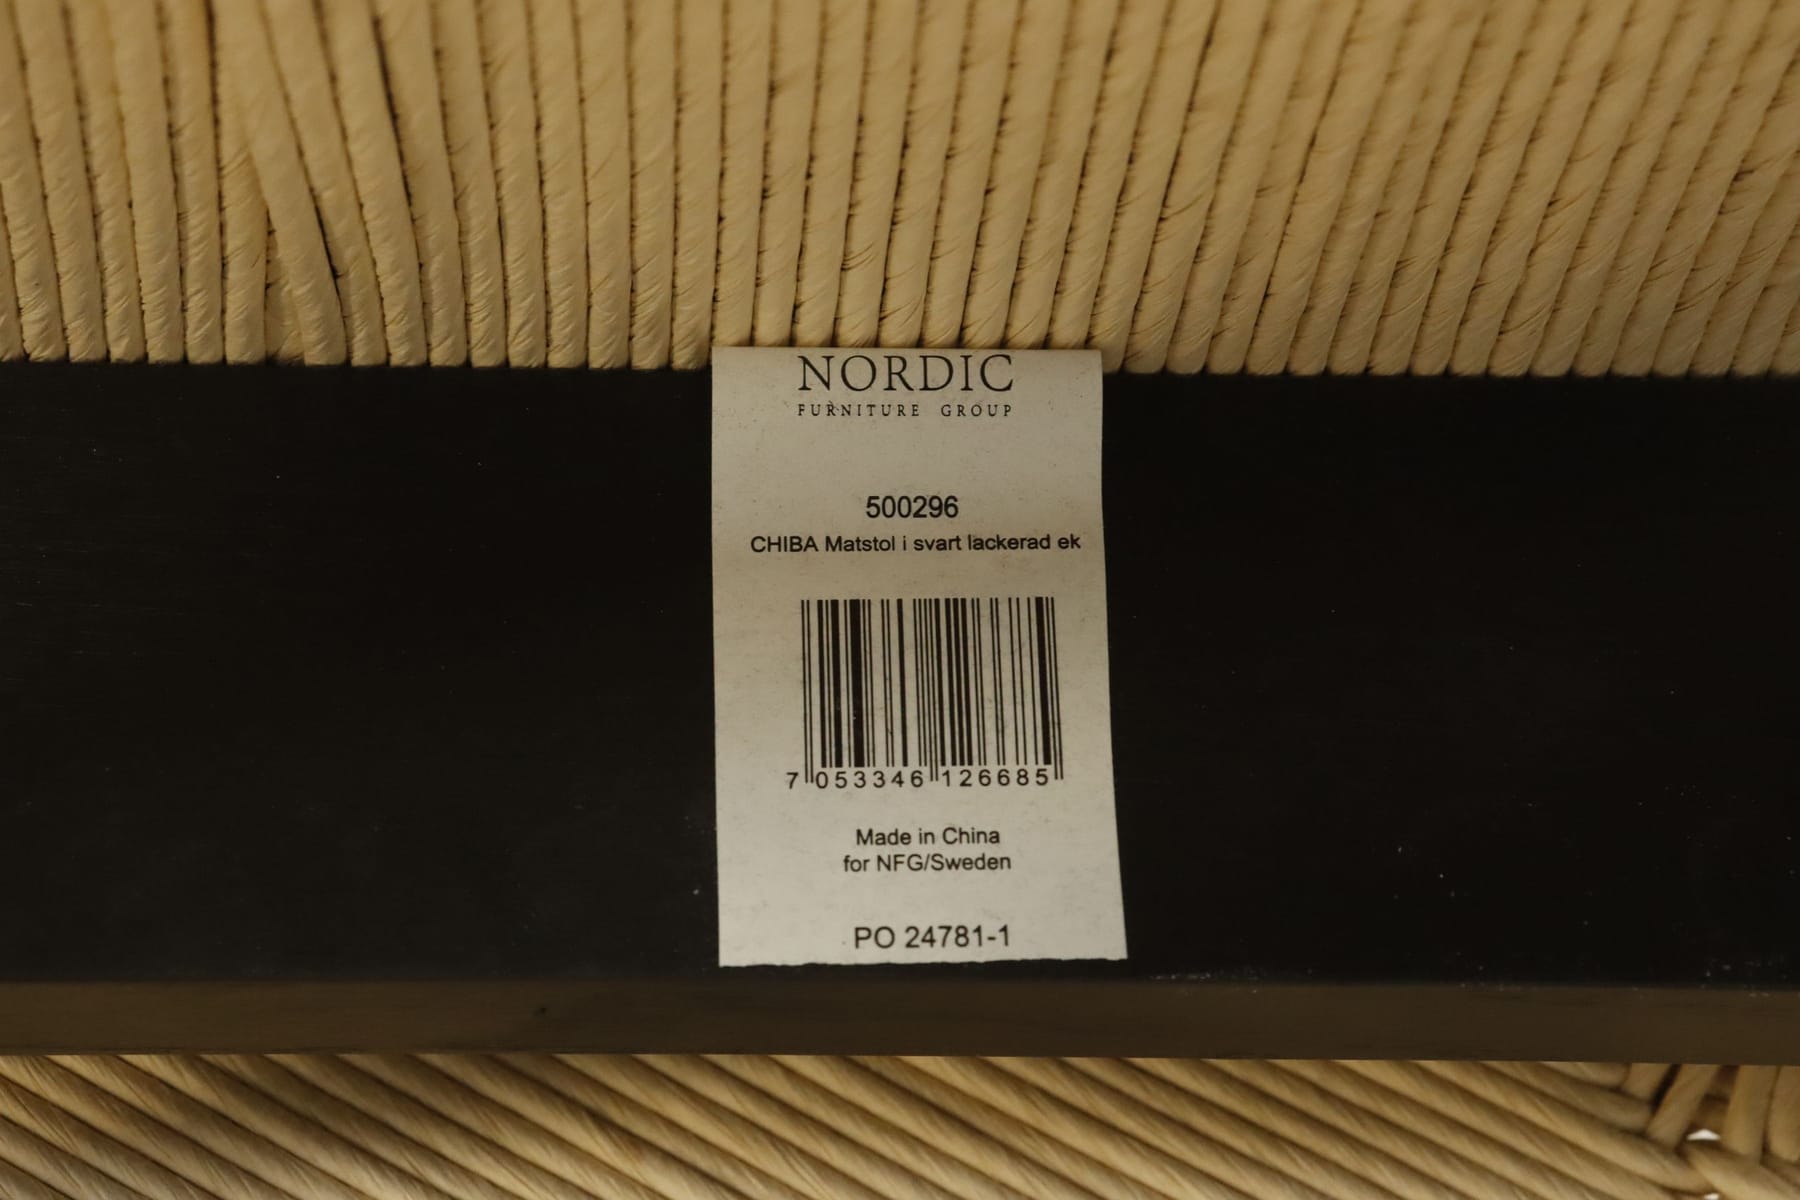 NORDIC
FURNITURE GROUP
500296
CHIBA Matstol i svart lackerad ek
7 053346 126685
Made in China
for NFG/Sweden
PO 24781-1